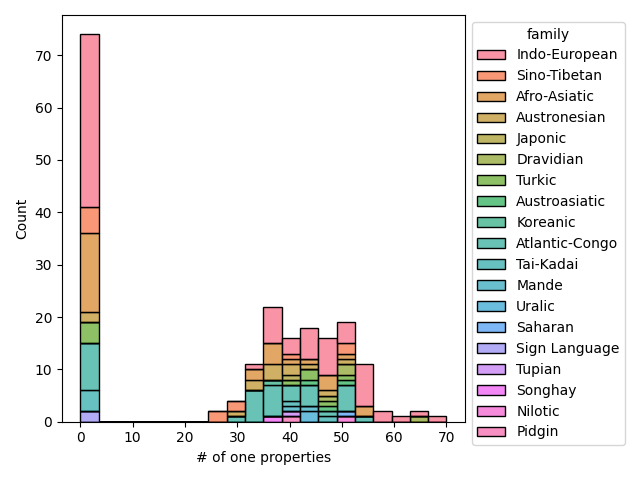 70
60
50
40
30
20
10
0
Count
0 10 20 30 40 50 60 70
# of one properties
family
Indo-European
Sino-Tibetan
Afro-Asiatic
Austronesian
Japonic
Dravidian
Turkic
Austroasiatic
Koreanic
Atlantic-Congo
Tai-Kadai
Mande
Uralic
Saharan
Sign Language
Tupian
Songhay
Nilotic
Pidgin